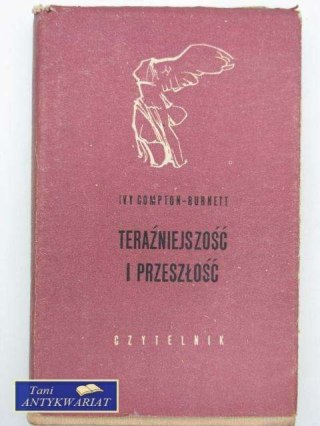 IVY COMPTON-BURNETT
TERAŹNIEJSZOŚĆ
I PRZESZŁOŚĆ
CZYTELNIK
Tani
ANTYKWARIAT